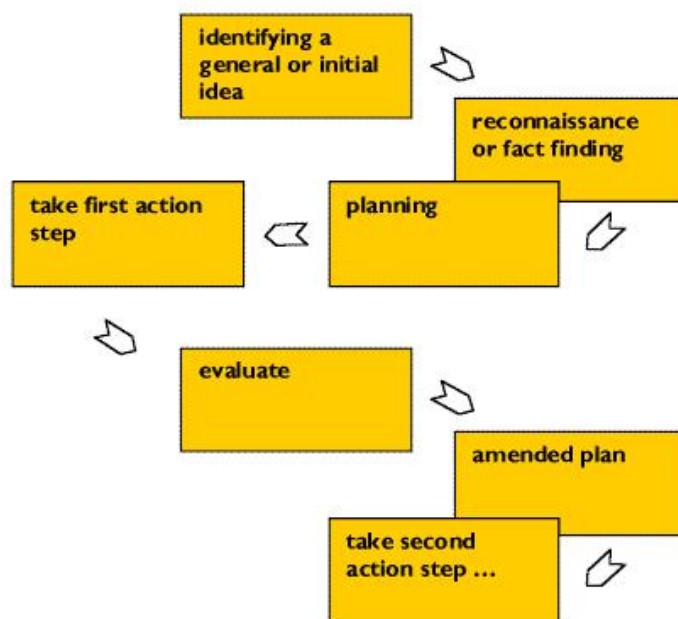 identifying a
general or initial
idea
reconnaissance
or fact finding
planning
take first action
step
evaluate
amended plan
take second
action step ...